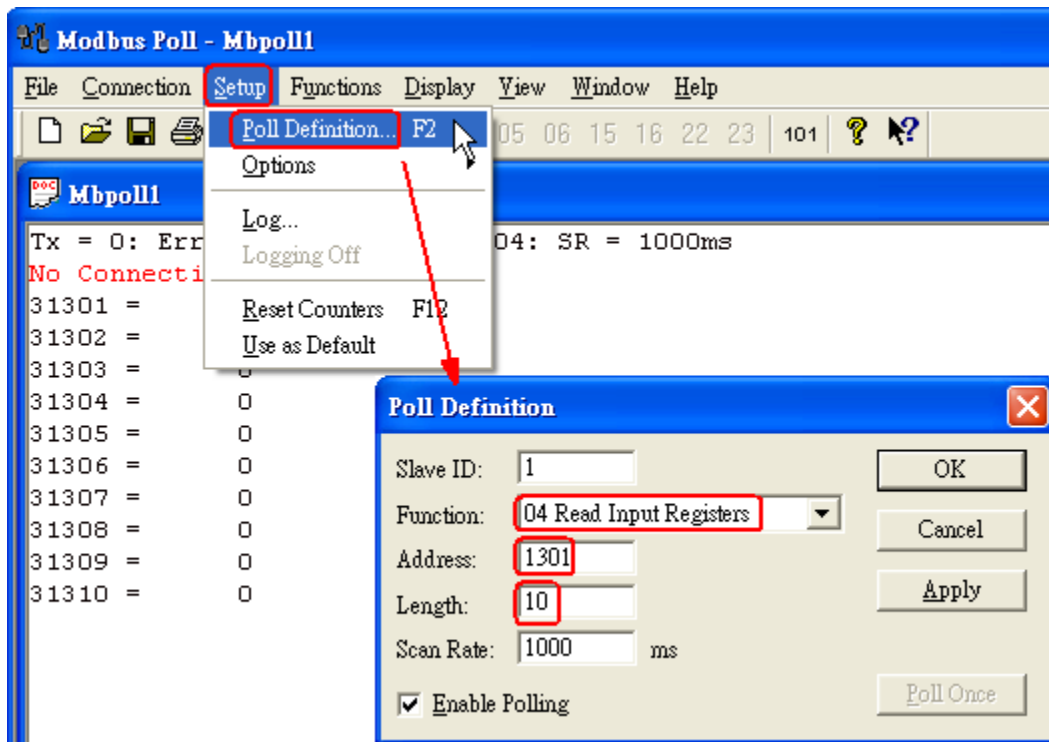 Modbus Poll - Mbpoll1
File Connection Setup Functions Display View Window Help
05 06 15 16 22 23 101
Poll Definition... F2
Options
Log...
Logging Off
Reset Counters F12
Use as Default
DOC Mbpoll1
Tx = 0: Err 04: SR = 1000ms
No Connecti
31301 =
31302 =
31303 = 0
31304 = 0
31305 = 0
31306 = 0
31307 = 0
31308 = 0
31309 = 0
31310 = 0
Poll Definition
Slave ID: 1
OK
Function: 04 Read Input Registers
Cancel
Address: 1301
Apply
Length: 10
Scan Rate: 1000 ms
Enable Polling
Poll Once